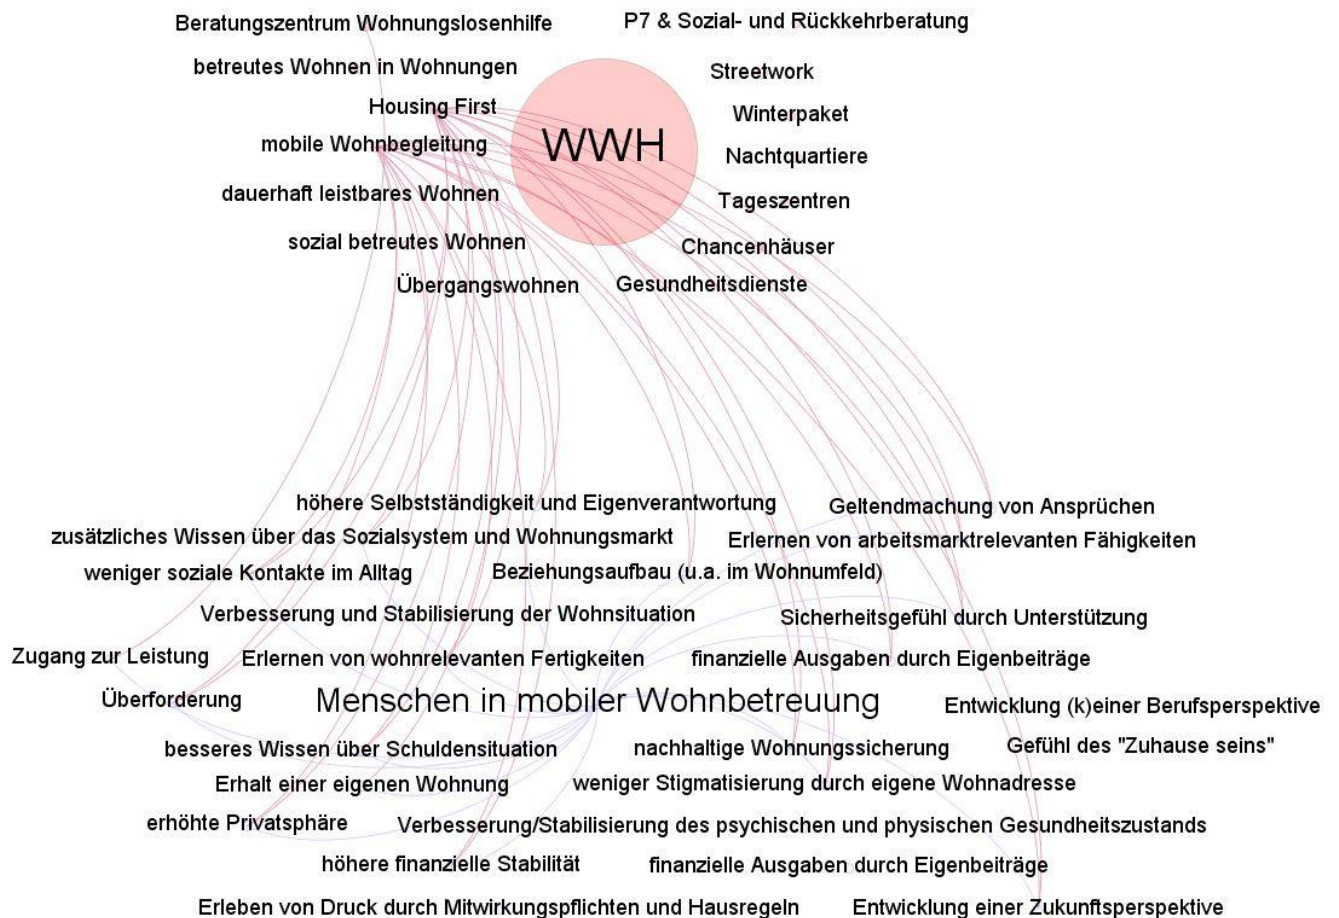 Beratungszentrum Wohnungslosenhilfe
P7 & Sozial- und Rückkehrberatung
betreutes Wohnen in Wohnungen
Streetwork
Housing First
Winterpaket
mobile Wohnbegleitung
WWH
Nachtquartiere
dauerhaft leistbares Wohnen
Tageszentren
sozial betreutes Wohnen
Chancenhäuser
Übergangswohnen
Gesundheitsdienste
höhere Selbstständigkeit und Eigenverantwortung
Geltendmachung von Ansprüchen
zusätzliches Wissen über das Sozialsystem und Wohnungsmarkt
Erlernen von arbeitsmarktrelevanten Fähigkeiten
weniger soziale Kontakte im Alltag
Beziehungsaufbau (u.a. im Wohnumfeld)
Verbesserung und Stabilisierung der Wohnsituation
Sicherheitsgefühl durch Unterstützung
Zugang zur Leistung
Erlernen von wohnrelevanten Fertigkeiten
finanzielle Ausgaben durch Eigenbeiträge
Überforderung
Menschen in mobiler Wohnbetreuung
Entwicklung (k)einer Berufsperspektive
besseres Wissen über Schuldensituation
nachhaltige Wohnungssicherung
Gefühl des "Zuhause seins"
Erhalt einer eigenen Wohnung
weniger Stigmatisierung durch eigene Wohnadresse
erhöhte Privatsphäre
Verbesserung/Stabilisierung des psychischen und physischen Gesundheitszustands
höhere finanzielle Stabilität
finanzielle Ausgaben durch Eigenbeiträge
Erleben von Druck durch Mitwirkungspflichten und Hausregeln
Entwicklung einer Zukunftsperspektive